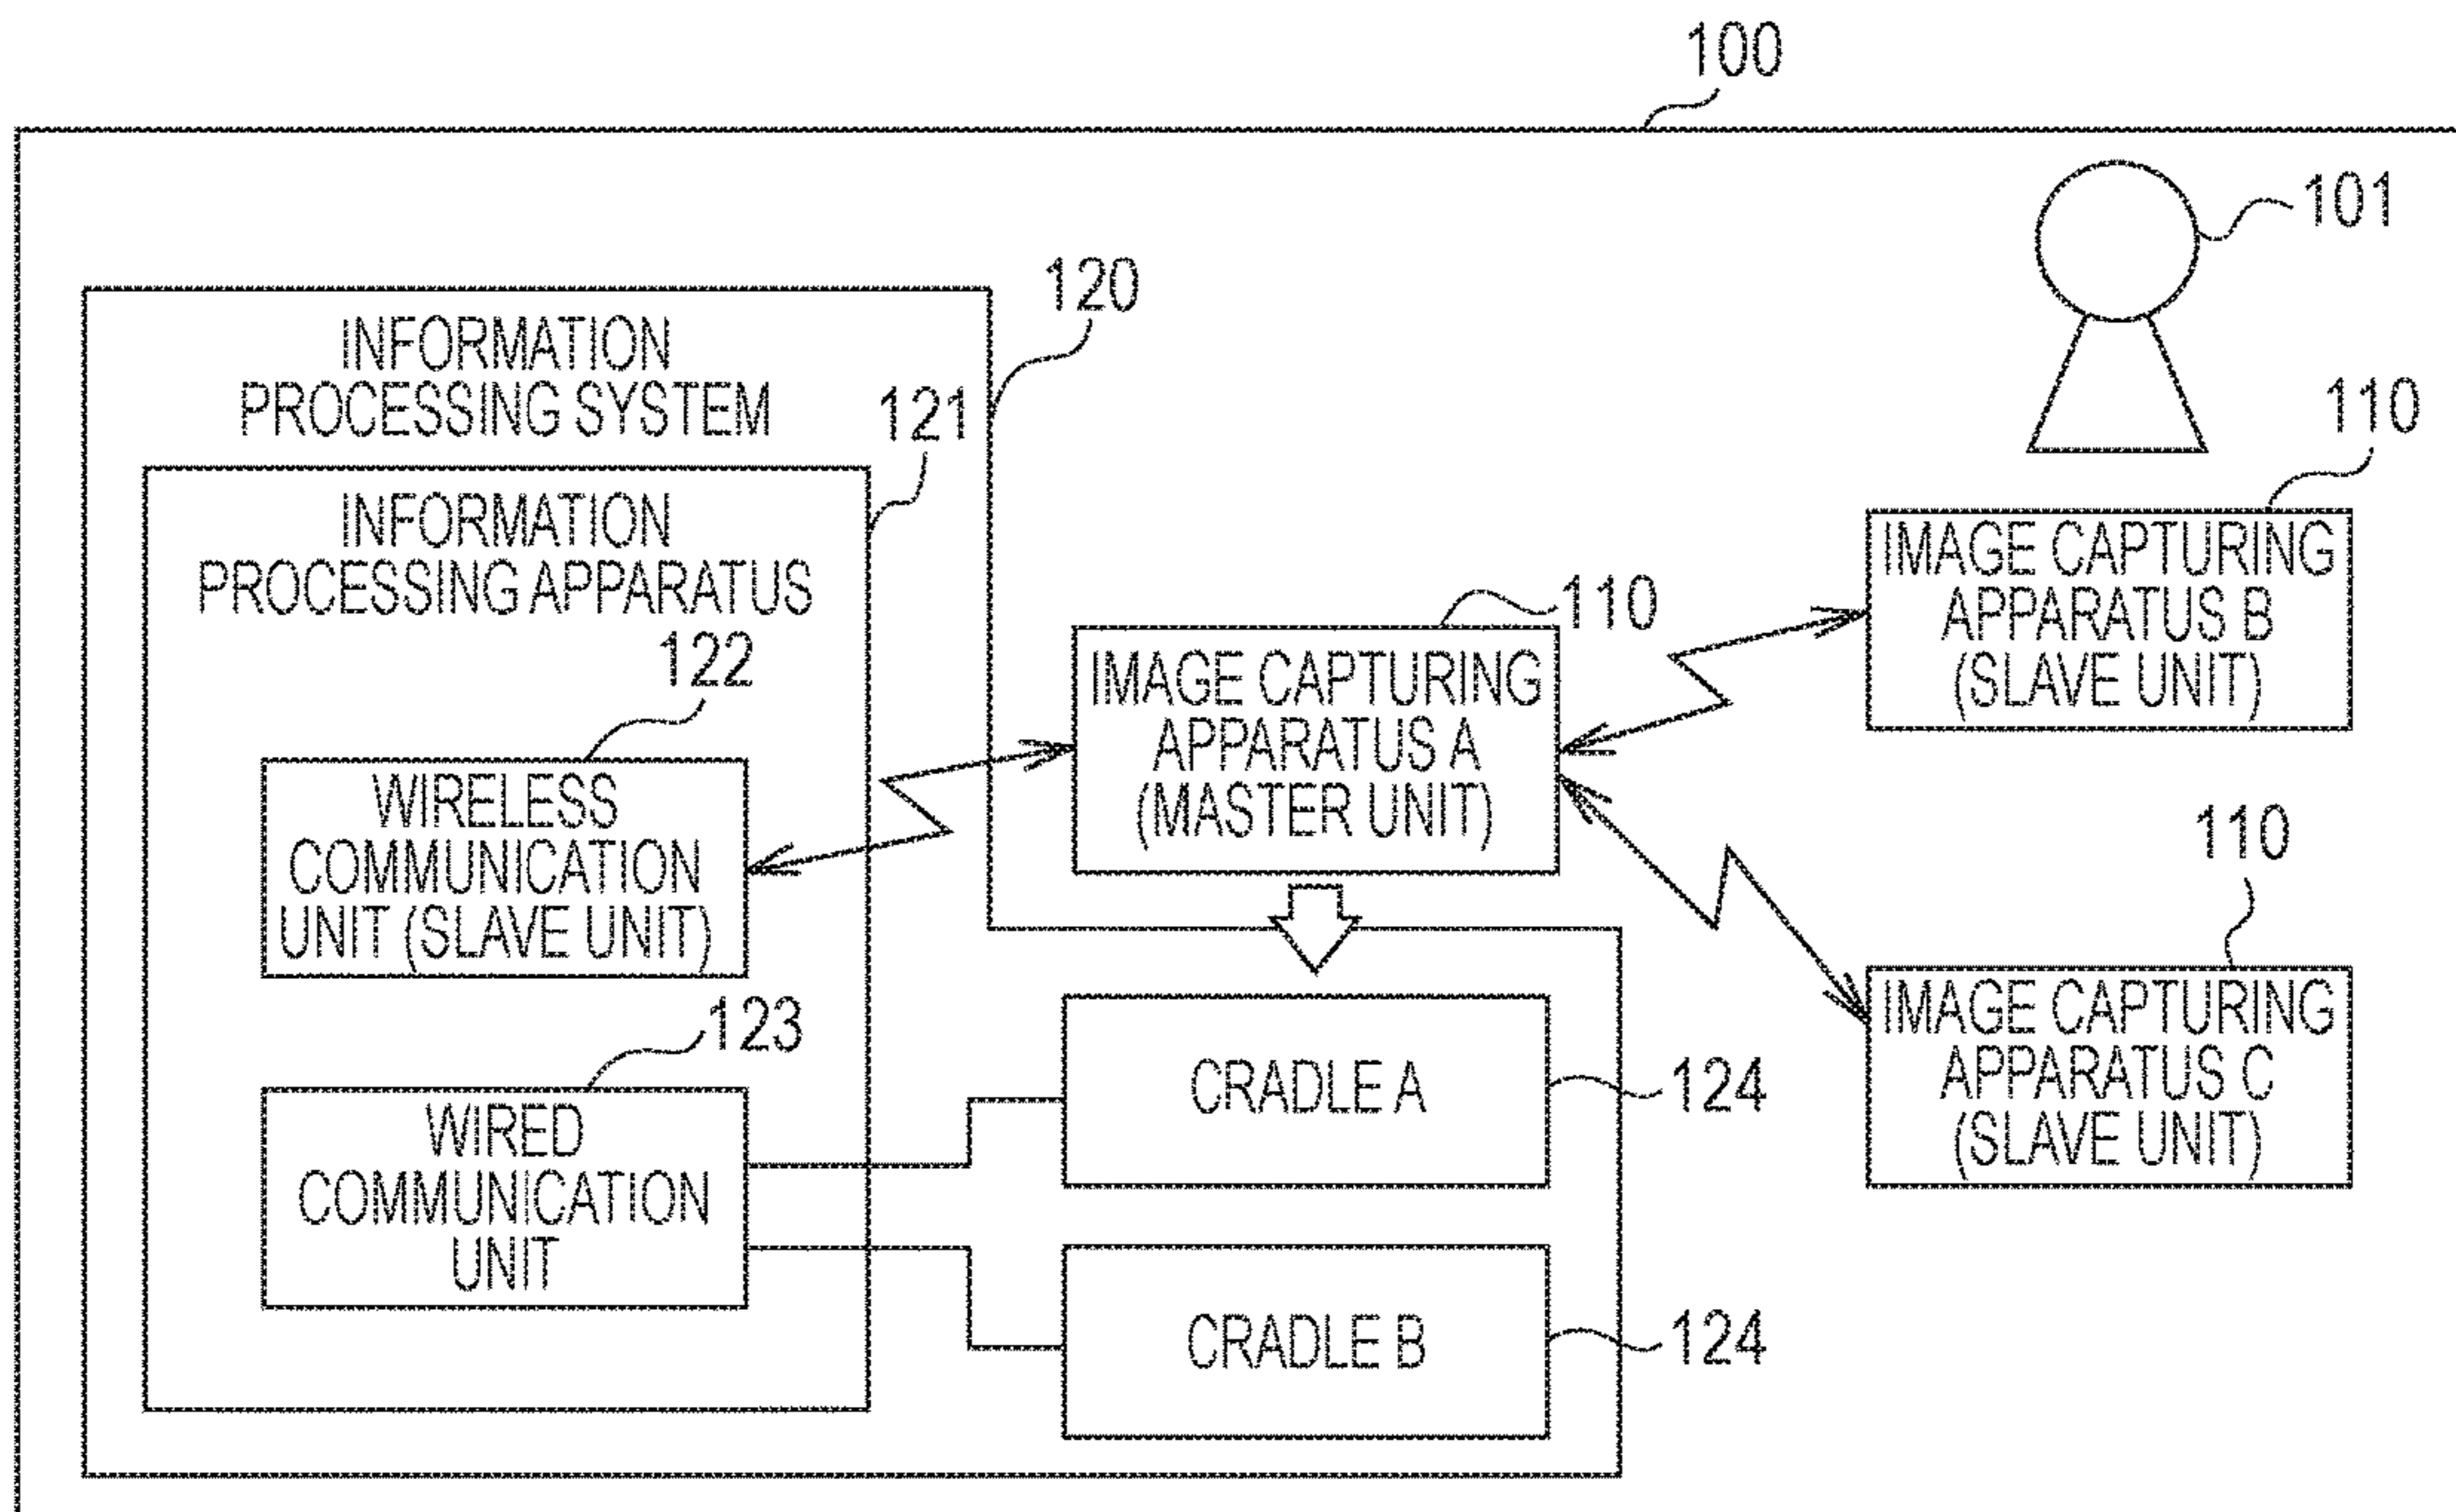 100
101
120
INFORMATION
PROCESSING SYSTEM
121
110
INFORMATION
PROCESSING APPARATUS
IMAGE CAPTURING
APPARATUS B
(SLAVE UNIT)
110
122
IMAGE CAPTURING
APPARATUS A
(MASTER UNIT)
WIRELESS
COMMUNICATION
UNIT (SLAVE UNIT)
110
IMAGE CAPTURING
APPARATUS C
(SLAVE UNIT)
123
WIRED
COMMUNICATION
UNIT
CRADLE A
124
CRADLE B
124